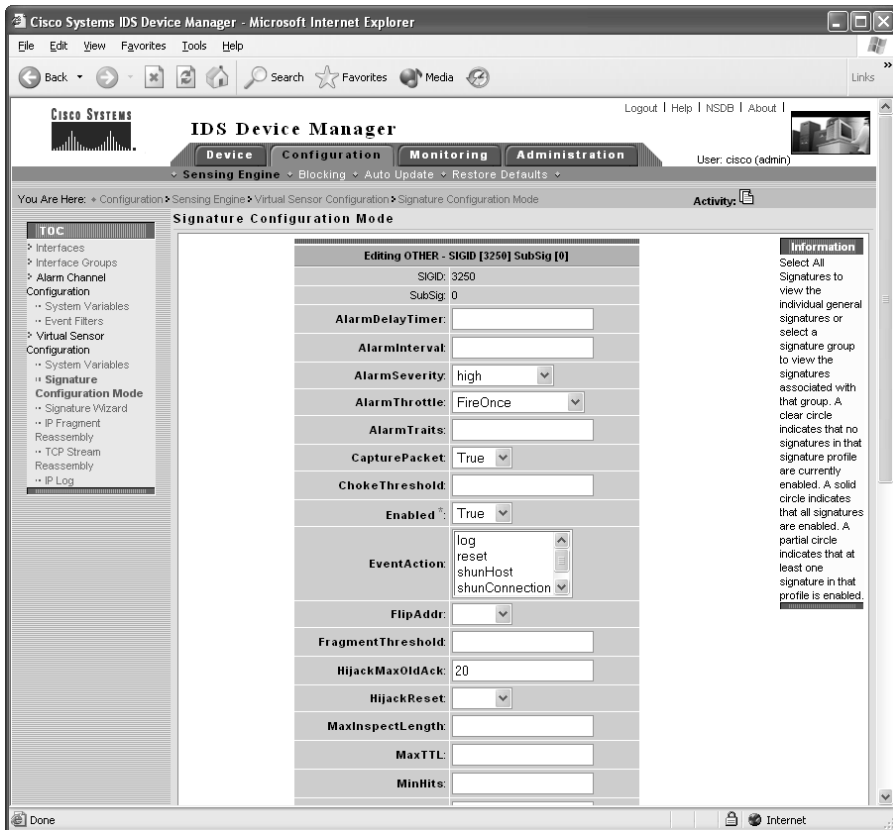 Cisco Systems IDS Device Manager - Microsoft Internet Explorer
File Edit View Favorites Tools Help
Back Search Favorites Media Links »
CISCO SYSTEMS
Logout | Help | NSDB | About |
IDS Device Manager
Device Configuration Monitoring Administration
User: cisco (admin)
Sensing Engine Blocking Auto Update Restore Defaults
You Are Here: Configuration Sensing Engine Virtual Sensor Configuration Signature Configuration Mode
Activity:
TOC
Interfaces
Interface Groups
Alarm Channel
Configuration
System Variables
Event Filters
Virtual Sensor
Configuration
System Variables
Signature
Configuration Mode
Signature Wizard
IP Fragment
Reassembly
TCP Stream
Reassembly
IP Log
Signature Configuration Mode
Editing OTHER - SIGID [3250] SubSig [0]
SIGID: 3250
SubSig: 0
AlarmDelayTimer:
AlarmInterval:
AlarmSeverity: high
AlarmThrottle: FireOnce
AlarmTraits:
CapturePacket: True
ChokeThreshold:
Enabled *: True
EventAction: log
reset
shunHost
shunConnection
FlipAddr:
FragmentThreshold:
HijackMaxOldAck: 20
HijackReset:
MaxInspectLength:
MaxTTL:
MinHits:
Information
Select All
Signatures to
view the
individual general
signatures or
select a
signature group
to view the
signatures
associated with
that group. A
clear circle
indicates that no
signatures in that
signature profile
are currently
enabled. A solid
circle indicates
that all signatures
are enabled. A
partial circle
indicates that at
least one
signature in that
profile is enabled.
Done
Internet